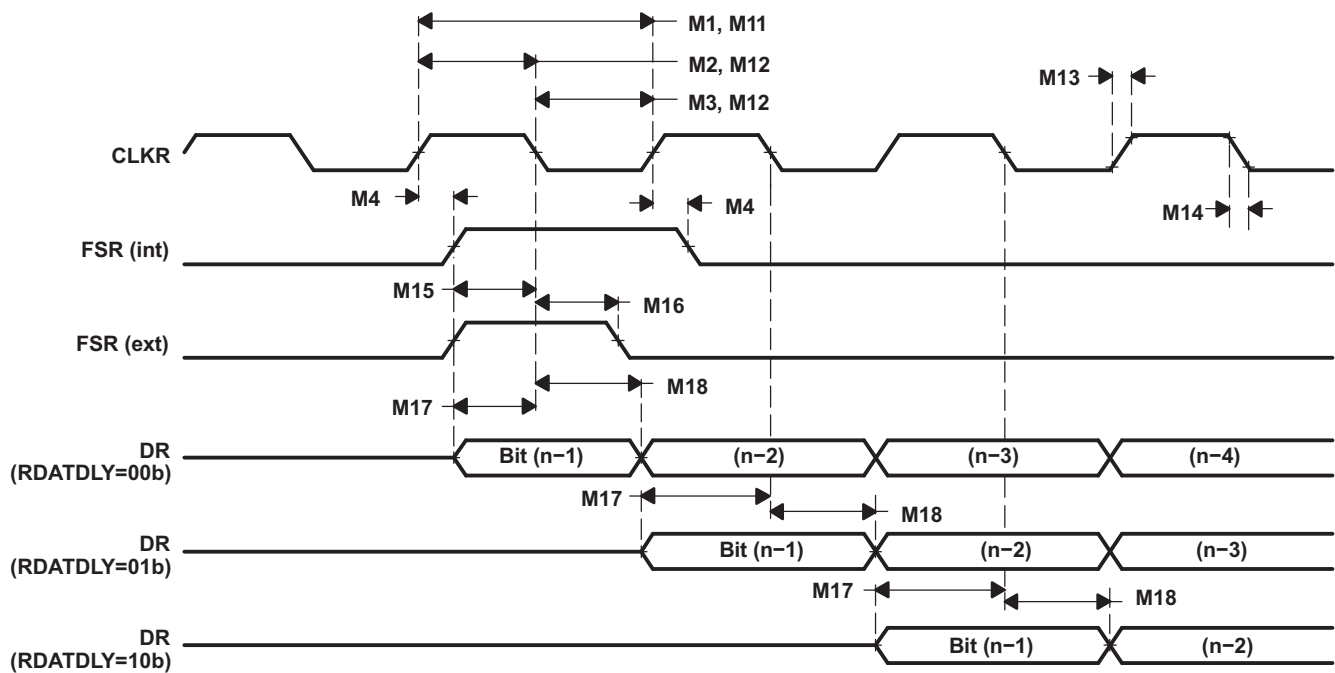 M1, M11
M2, M12
M3, M12
M13
CLKR
M4
M4
M14
FSR (int)
M15
M16
FSR (ext)
M18
M17
DR
(RDATDLY=00b)
Bit (n−1)
(n−2)
(n−3)
(n−4)
M17
M18
DR
(RDATDLY=01b)
Bit (n−1)
(n−2)
(n−3)
M17
M18
DR
(RDATDLY=10b)
Bit (n−1)
(n−2)